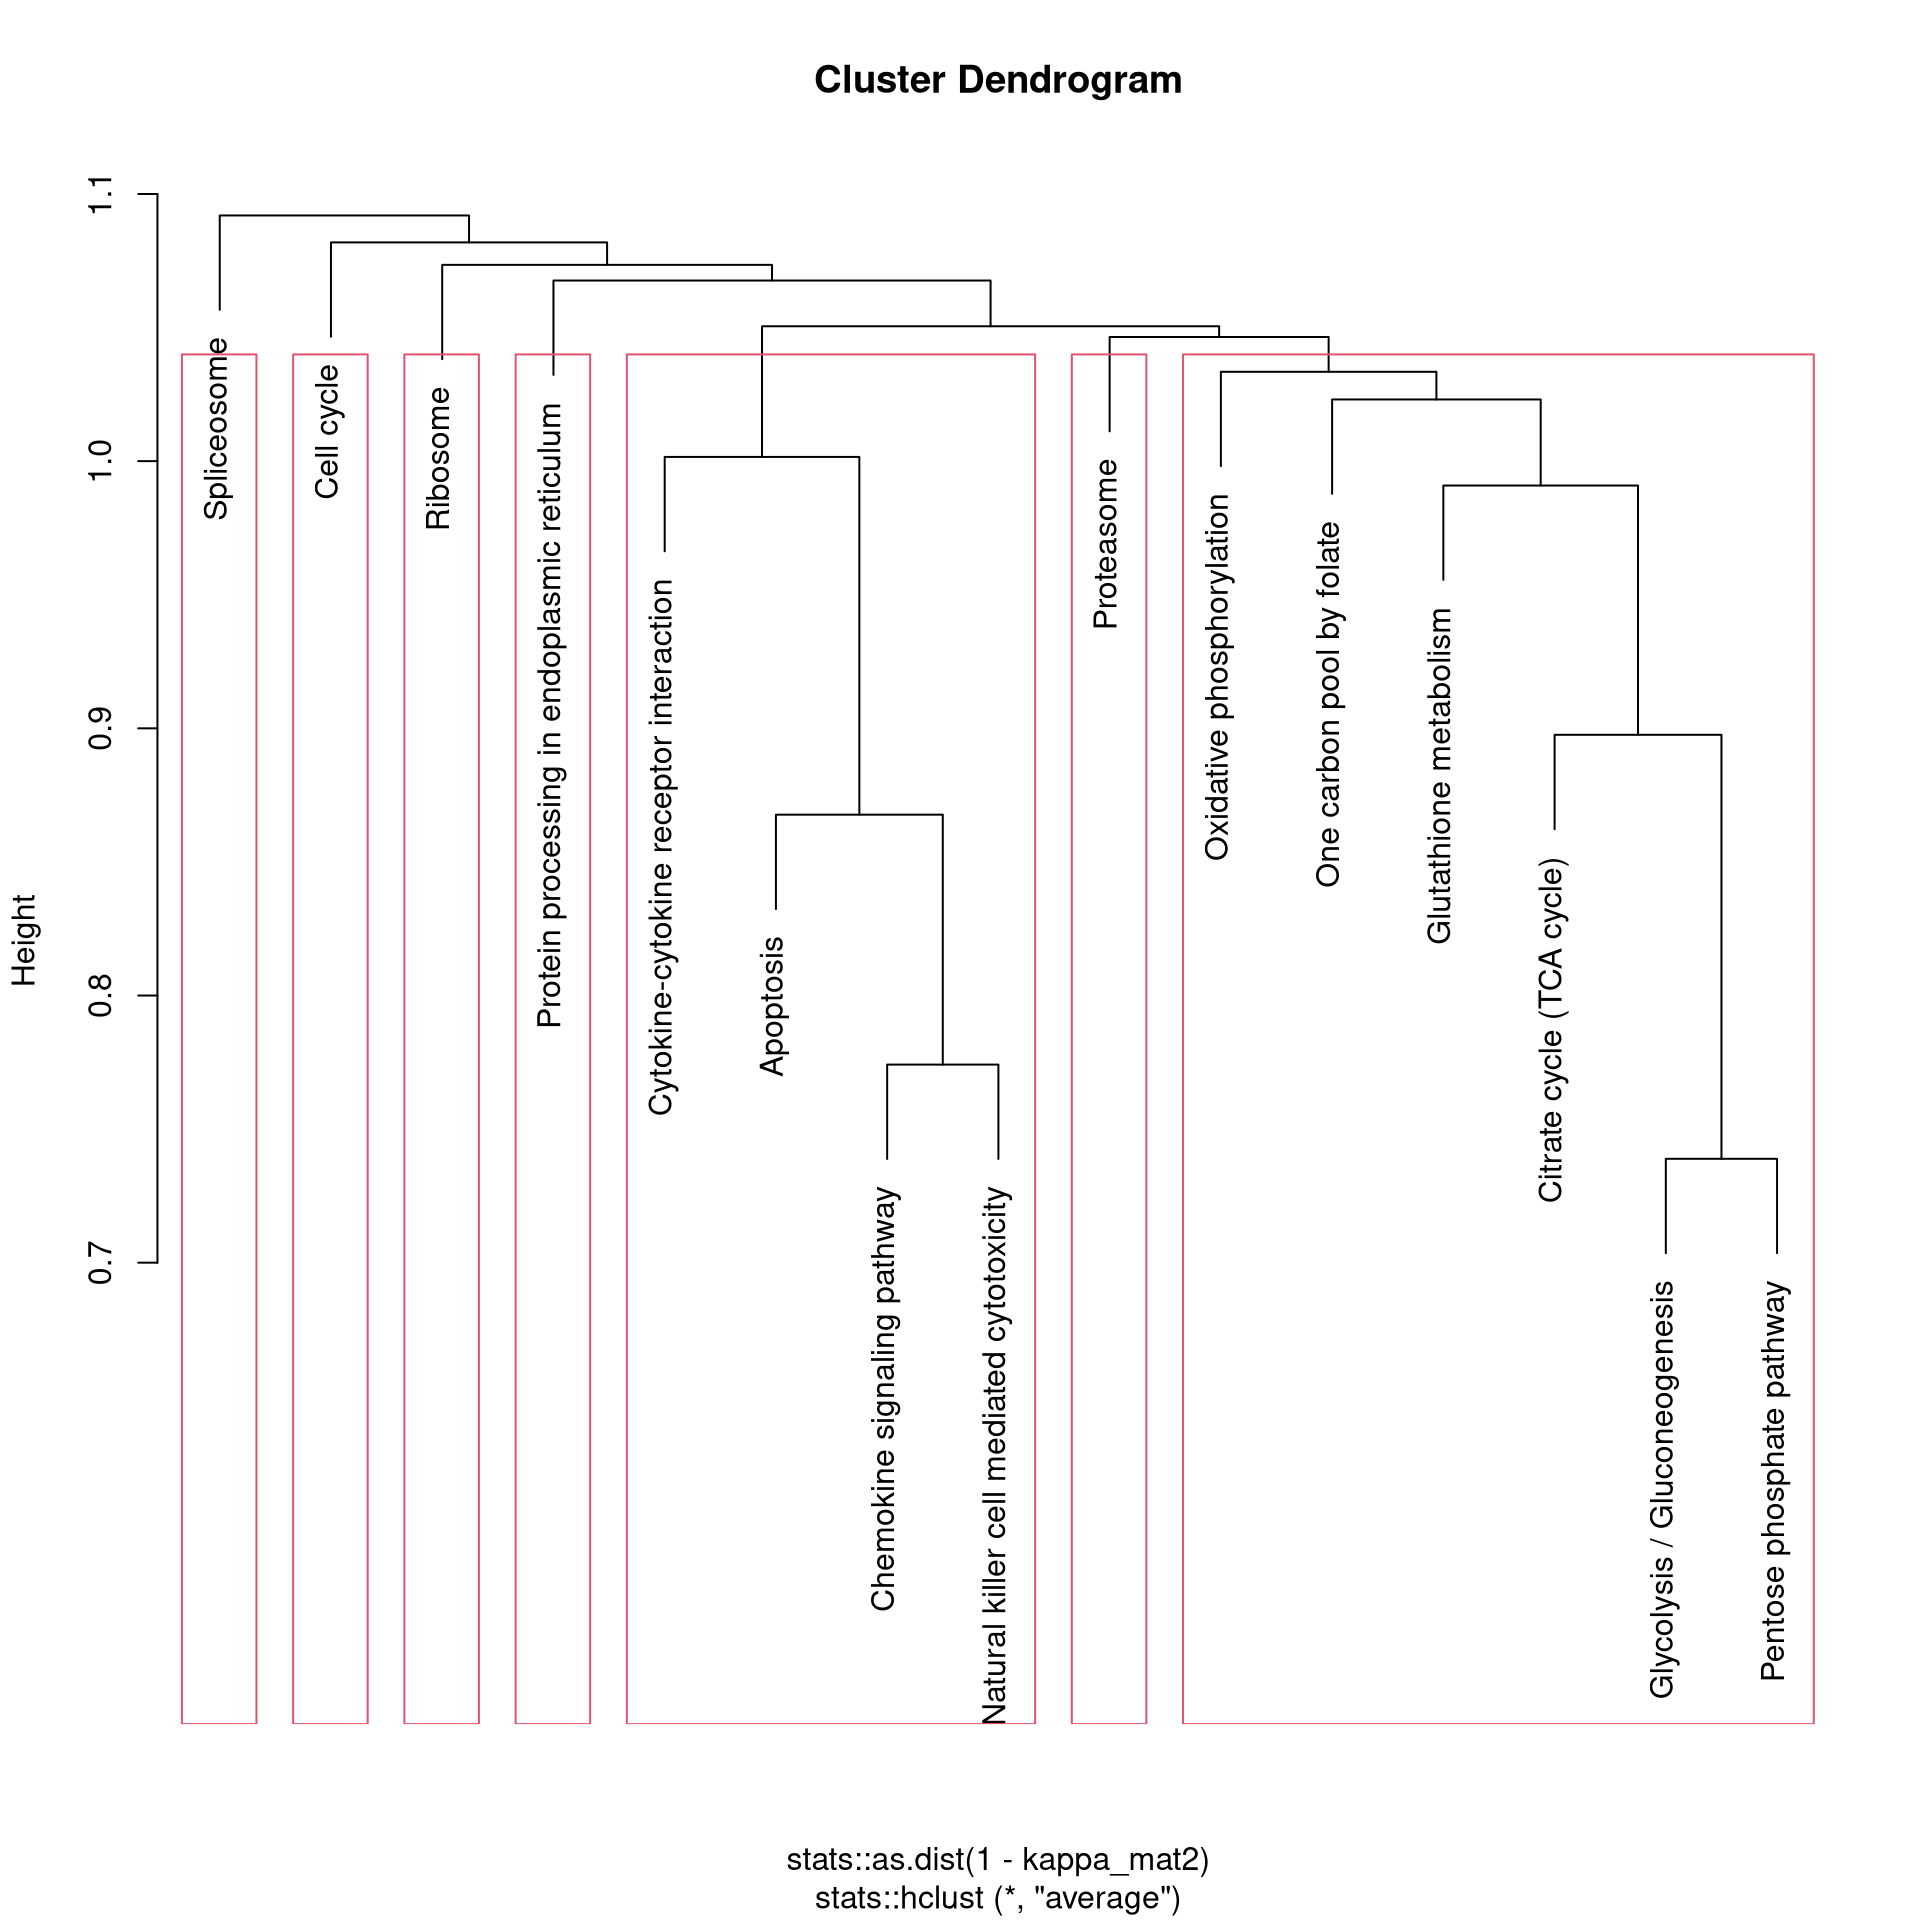 Cluster Dendrogram
Height
1.1
1.0
0.9
0.8
0.7
Spliceosome
Cell cycle
Ribosome
Protein processing in endoplasmic reticulum
Cytokine-cytokine receptor interaction
Apoptosis
Chemokine signaling pathway
Natural killer cell mediated cytotoxicity
Proteasome
Oxidative phosphorylation
One carbon pool by folate
Glutathione metabolism
Citrate cycle (TCA cycle)
Glycolysis / Gluconeogenesis
Pentose phosphate pathway
stats::as.dist(1 - kappa_mat2)
stats::hclust (*, "average")